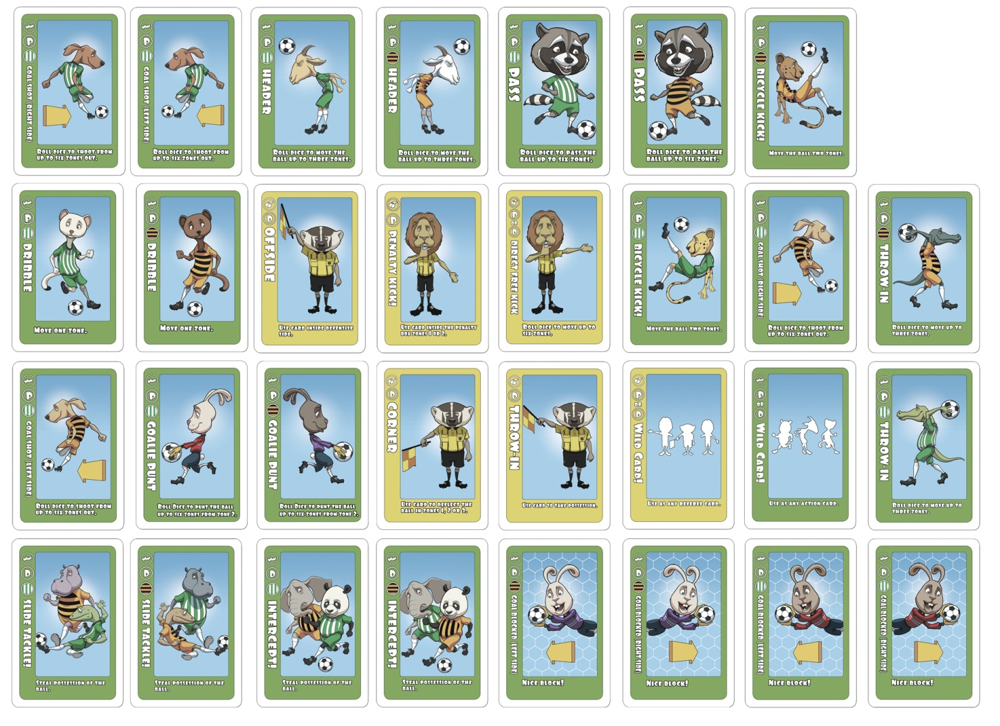 P
GOAL SHOT (RIGHT SIDE)
ROLL DICE TO SHOOT FROM
UP TO SIX ZONES OUT.
P
GOAL SHOT (LEFT SIDE)
ROLL DICE TO SHOOT FROM
UP TO SIX ZONES OUT.
P
HEADER
ROLL DICE TO MOVE THE
BALL UP TO THREE ZONES.
P
HEADER
ROLL DICE TO MOVE THE
BALL UP TO THREE ZONES.
P
PASS
ROLL DICE TO PASS THE
BALL UP TO SIX ZONES.
P
PASS
ROLL DICE TO PASS THE
BALL UP TO SIX ZONES.
P
BICYCLE KICK!
MOVE THE BALL TWO ZONES.
P
DRIBBLE
MOVE ONE ZONE.
P
DRIBBLE
MOVE ONE ZONE.
D
OFFSIDE
USE CARD INSIDE DEFENSIVE
SIDE.
P
PENALTY KICK!
USE CARD INSIDE THE PENALTY
BOX ZONES 1 OR 2.
P OR D
DIRECT FREE KICK
ROLL DICE TO MOVE UP TO
SIX ZONES.
P
BICYCLE KICK!
MOVE THE BALL TWO ZONES.
P
GOAL SHOT (RIGHT SIDE)
ROLL DICE TO SHOOT FROM
UP TO SIX ZONES OUT.
P
THROW-IN
ROLL DICE TO MOVE UP TO
THREE ZONES.
P
GOAL SHOT (LEFT SIDE)
ROLL DICE TO SHOOT FROM
UP TO SIX ZONES OUT.
P
GOALIE PUNT
ROLL DICE TO PUNT THE BALL
UP TO SIX ZONES FROM ZONE 2.
P
GOALIE PUNT
ROLL DICE TO PUNT THE BALL
UP TO SIX ZONES FROM ZONE 2.
D
CORNER
USE CARD TO DEFLECT THE
BALL IN ZONES 1, 2 OR 3.
D
THROW-IN
USE CARD TO TAKE POSSESSION.
P OR D
WILD CARD!
USE AS ANY REFEREE CARD.
P OR D
WILD CARD!
USE AS ANY ACTION CARD.
P
THROW-IN
ROLL DICE TO MOVE UP TO
THREE ZONES.
D
SLIDE TACKLE!
STEAL POSSESSION OF THE
BALL.
D
SLIDE TACKLE!
STEAL POSSESSION OF THE
BALL.
D
INTERCEPT!
STEAL POSSESSION OF THE
BALL.
D
INTERCEPT!
STEAL POSSESSION OF THE
BALL.
D
GOAL BLOCKED (LEFT SIDE)
NICE BLOCK!
D
GOAL BLOCKED (RIGHT SIDE)
NICE BLOCK!
D
GOAL BLOCKED (LEFT SIDE)
NICE BLOCK!
D
GOAL BLOCKED (RIGHT SIDE)
NICE BLOCK!